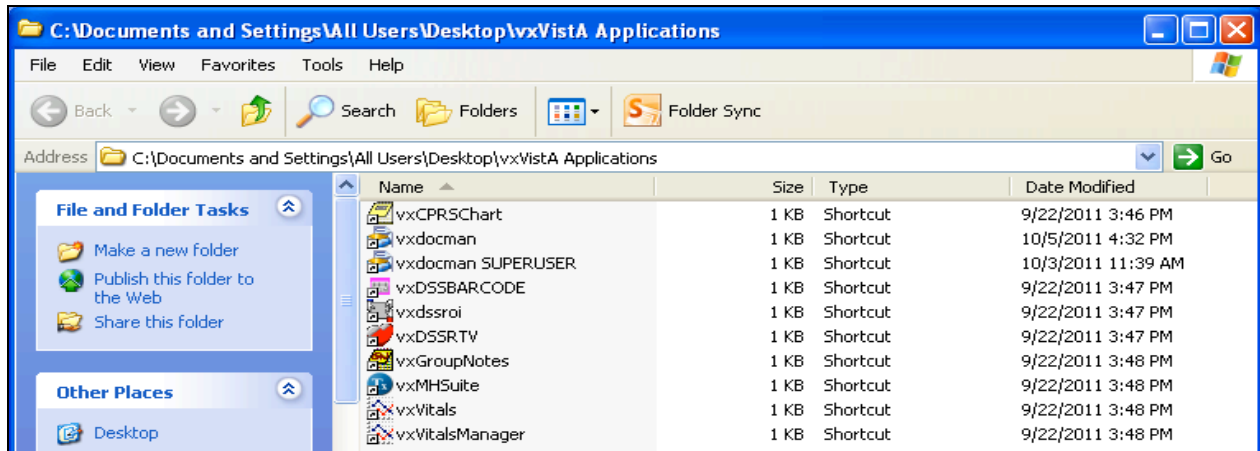 C:\Documents and Settings\All Users\Desktop\vxVistA Applications
File Edit View Favorites Tools Help
Back Search Folders Folder Sync
Address C:\Documents and Settings\All Users\Desktop\vxVistA Applications Go
File and Folder Tasks
Make a new folder
Publish this folder to
the Web
Share this folder
Other Places
Desktop
Name Size Type Date Modified
vxCPRSChart 1 KB Shortcut 9/22/2011 3:46 PM
vxdocman 1 KB Shortcut 10/5/2011 4:32 PM
vxdocman SUPERUSER 1 KB Shortcut 10/3/2011 11:39 AM
vxDSSBARCODE 1 KB Shortcut 9/22/2011 3:47 PM
vxdssroi 1 KB Shortcut 9/22/2011 3:47 PM
vxDSSRTV 1 KB Shortcut 9/22/2011 3:47 PM
vxGroupNotes 1 KB Shortcut 9/22/2011 3:48 PM
vxMHSuite 1 KB Shortcut 9/22/2011 3:48 PM
vxVitals 1 KB Shortcut 9/22/2011 3:48 PM
vxVitalsManager 1 KB Shortcut 9/22/2011 3:48 PM